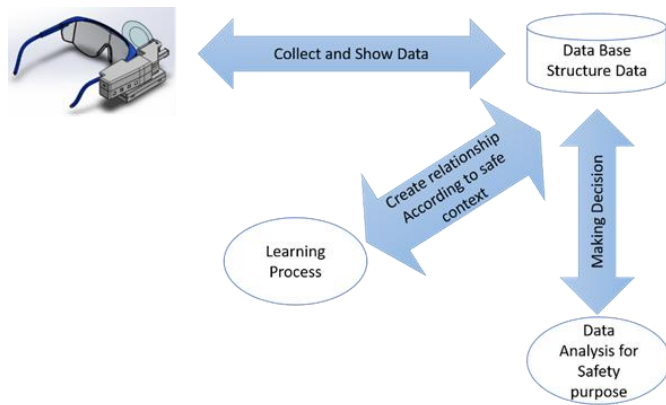 Collect and Show Data
Data Base
Structure Data
Create relationship
According to safe
context
Making Decision
Learning
Process
Data
Analysis for
Safety
purpose